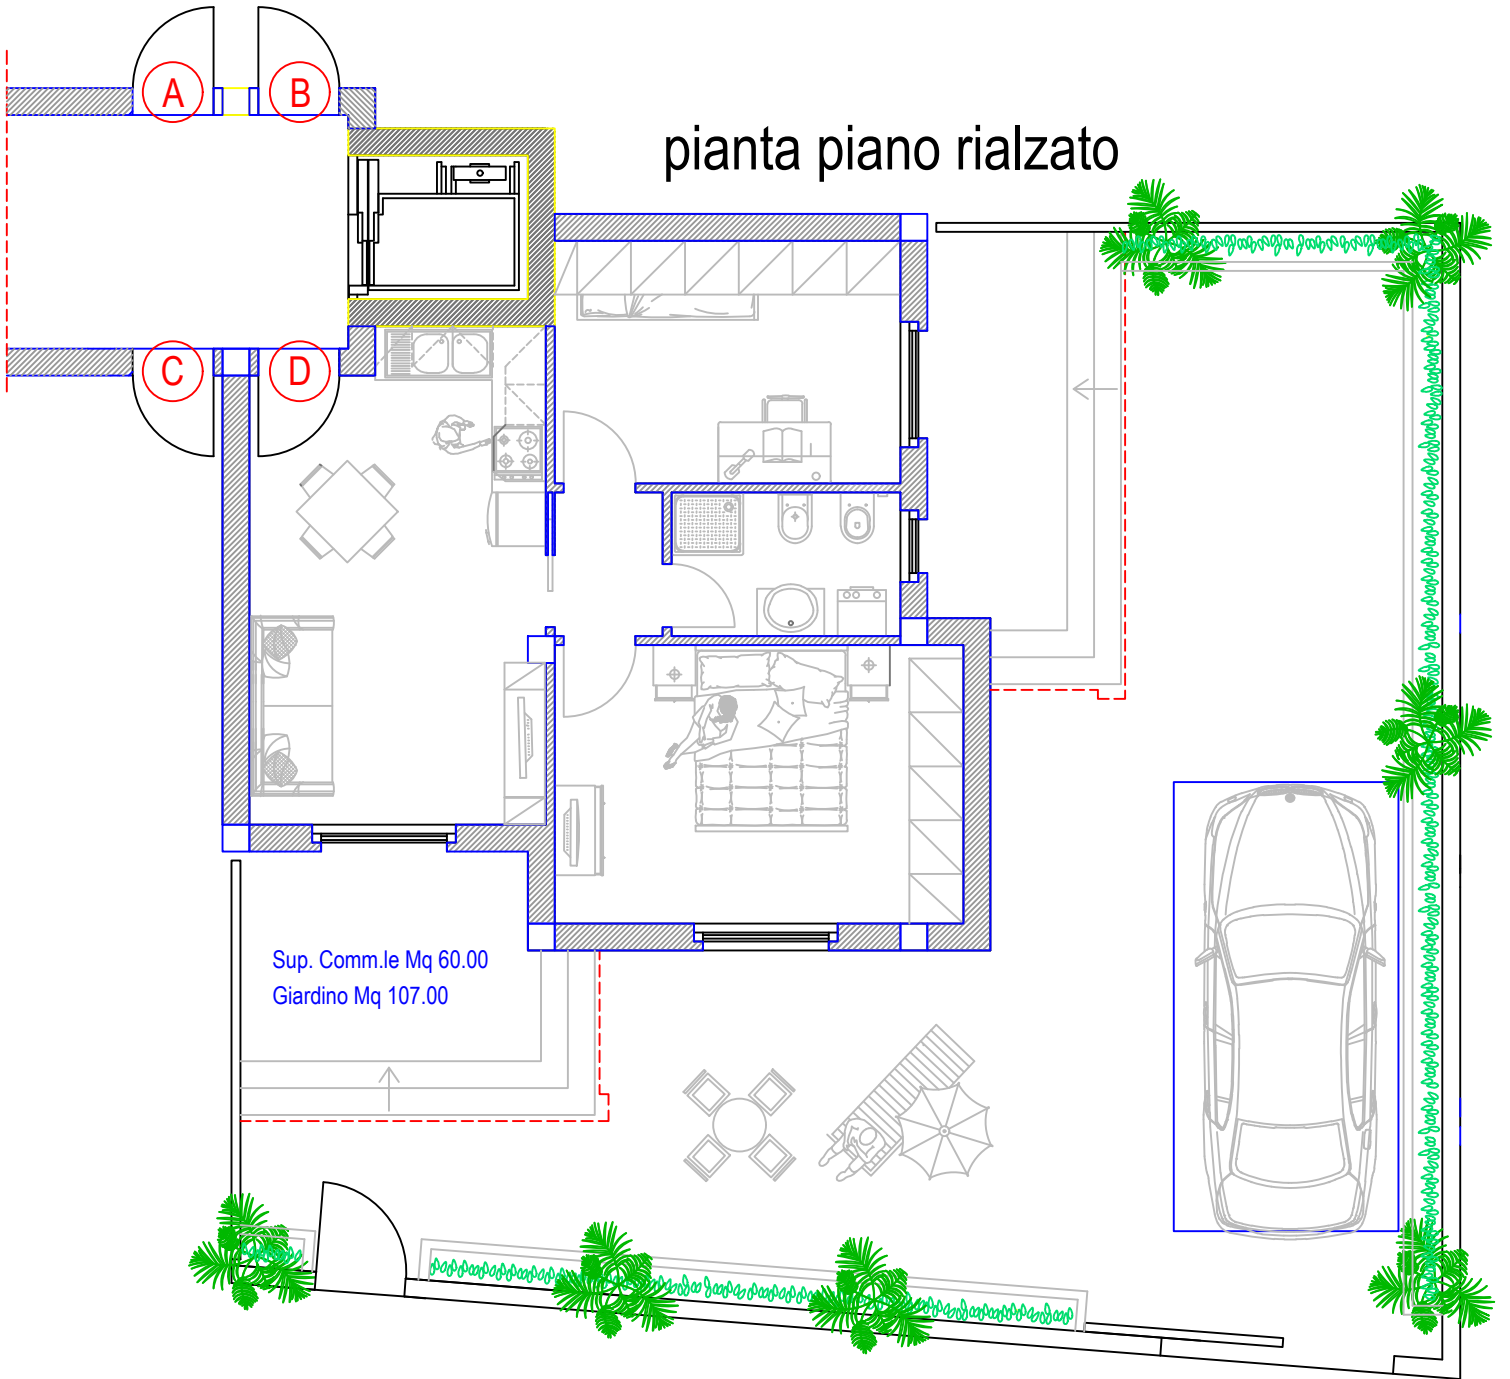 A
B
pianta piano rialzato
C
D
Sup. Comm.le Mq 60.00
Giardino Mq 107.00